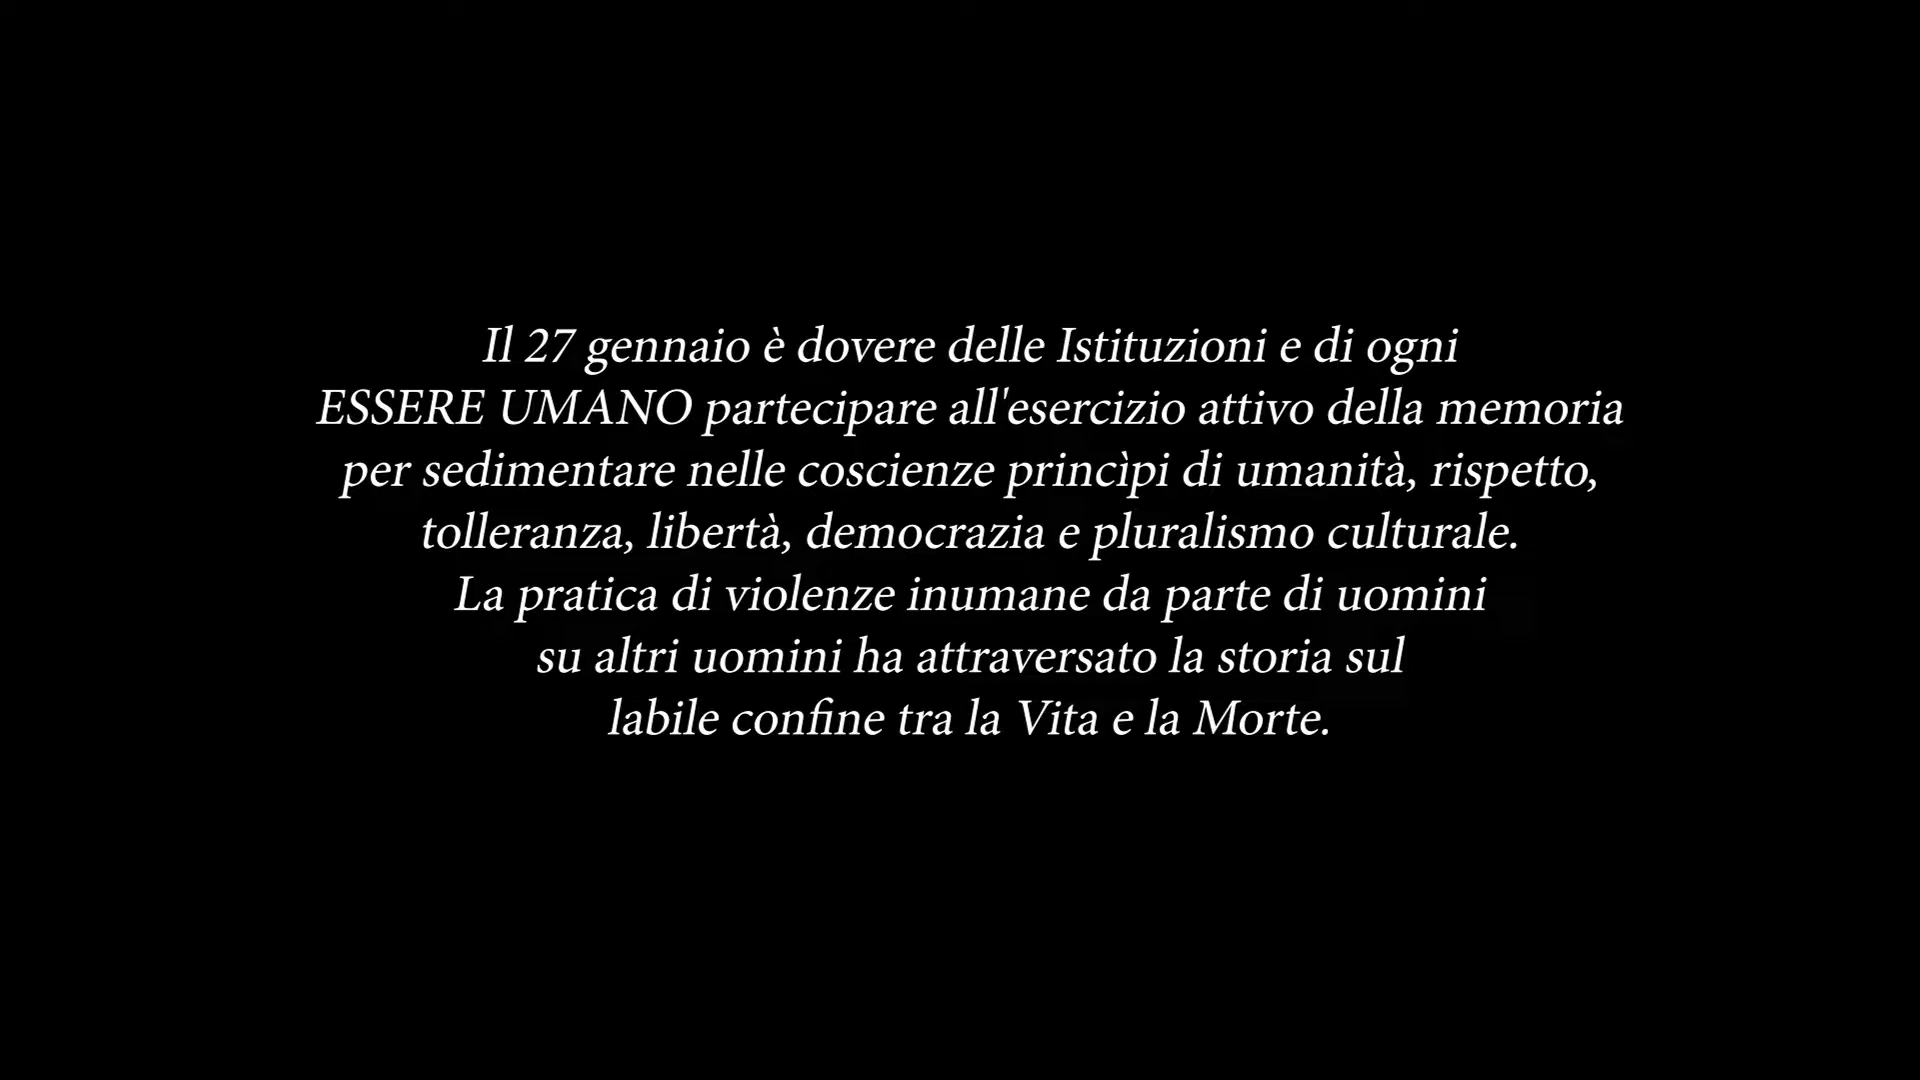 Il 27 gennaio è dovere delle Istituzioni e di ogni
ESSERE UMANO partecipare all'esercizio attivo della memoria
per sedimentare nelle coscienze princìpi di umanità, rispetto,
tolleranza, libertà, democrazia e pluralismo culturale.
La pratica di violenze inumane da parte di uomini
su altri uomini ha attraversato la storia sul
labile confine tra la Vita e la Morte.